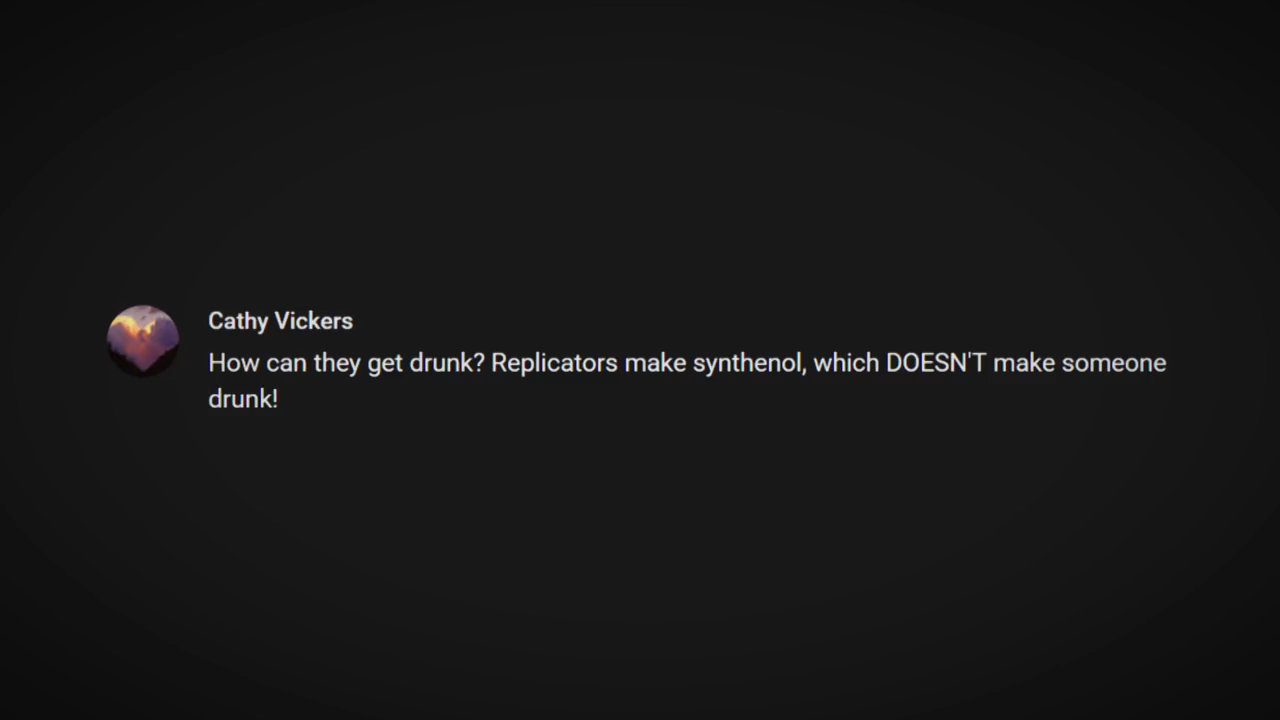 Cathy Vickers
How can they get drunk? Replicators make synthenol, which DOESN'T make someone
drunk!